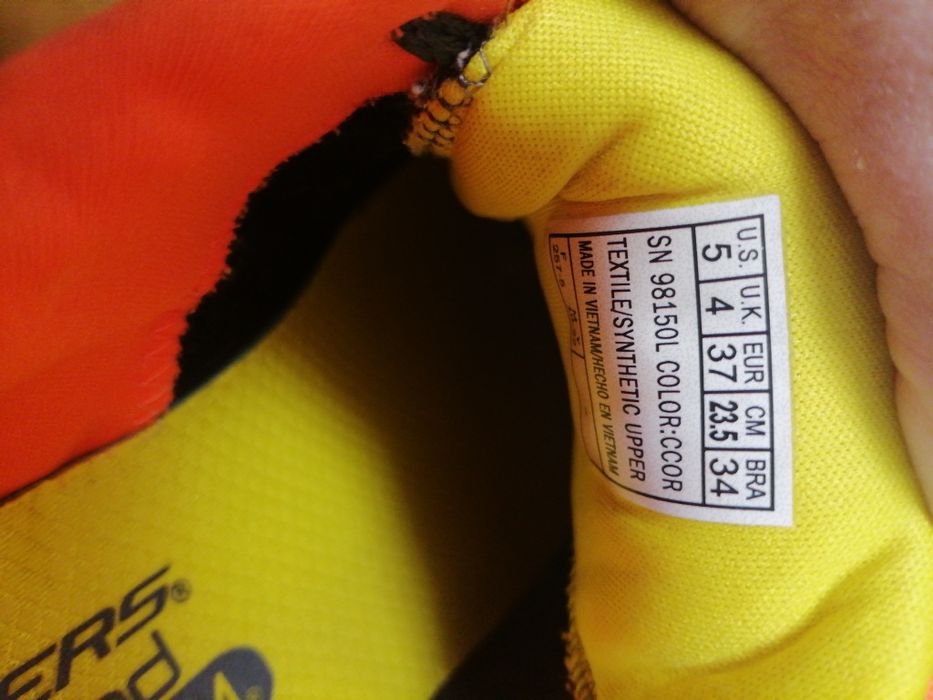 U.S. U.K. EUR CM BRA
5 4 37 23.5 34
SN 98150L COLOR:CCOR
TEXTILE/SYNTHETIC UPPER
MADE IN VIETNAM/HECHO EN VIETNAM
F
ERS®